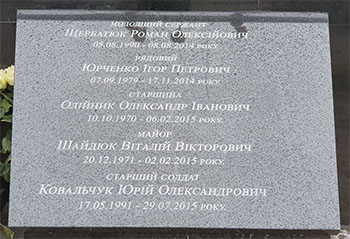 МОЛОДШИЙ СЕРЖАНТ
ЩЕРБАТЮК РОМАН ОЛЕКСІЙОВИЧ
05.08.1990 - 08.08.2014 РОКУ.
РЯДОВИЙ
ЮРЧЕНКО ІГОР ПЕТРОВИЧ
07.09.1979 - 17.11.2014 РОКУ.
СТАРШИНА
ОЛІЙНИК ОЛЕКСАНДР ІВАНОВИЧ
10.10.1970 - 06.02.2015 РОКУ.
МАЙОР
ШАЙДЮК ВІТАЛІЙ ВІКТОРОВИЧ
20.12.1971 - 02.02.2015 РОКУ.
СТАРШИЙ СОЛДАТ
КОВАЛЬЧУК ЮРІЙ ОЛЕКСАНДРОВИЧ
17.05.1991 - 29.07.2015 РОКУ.